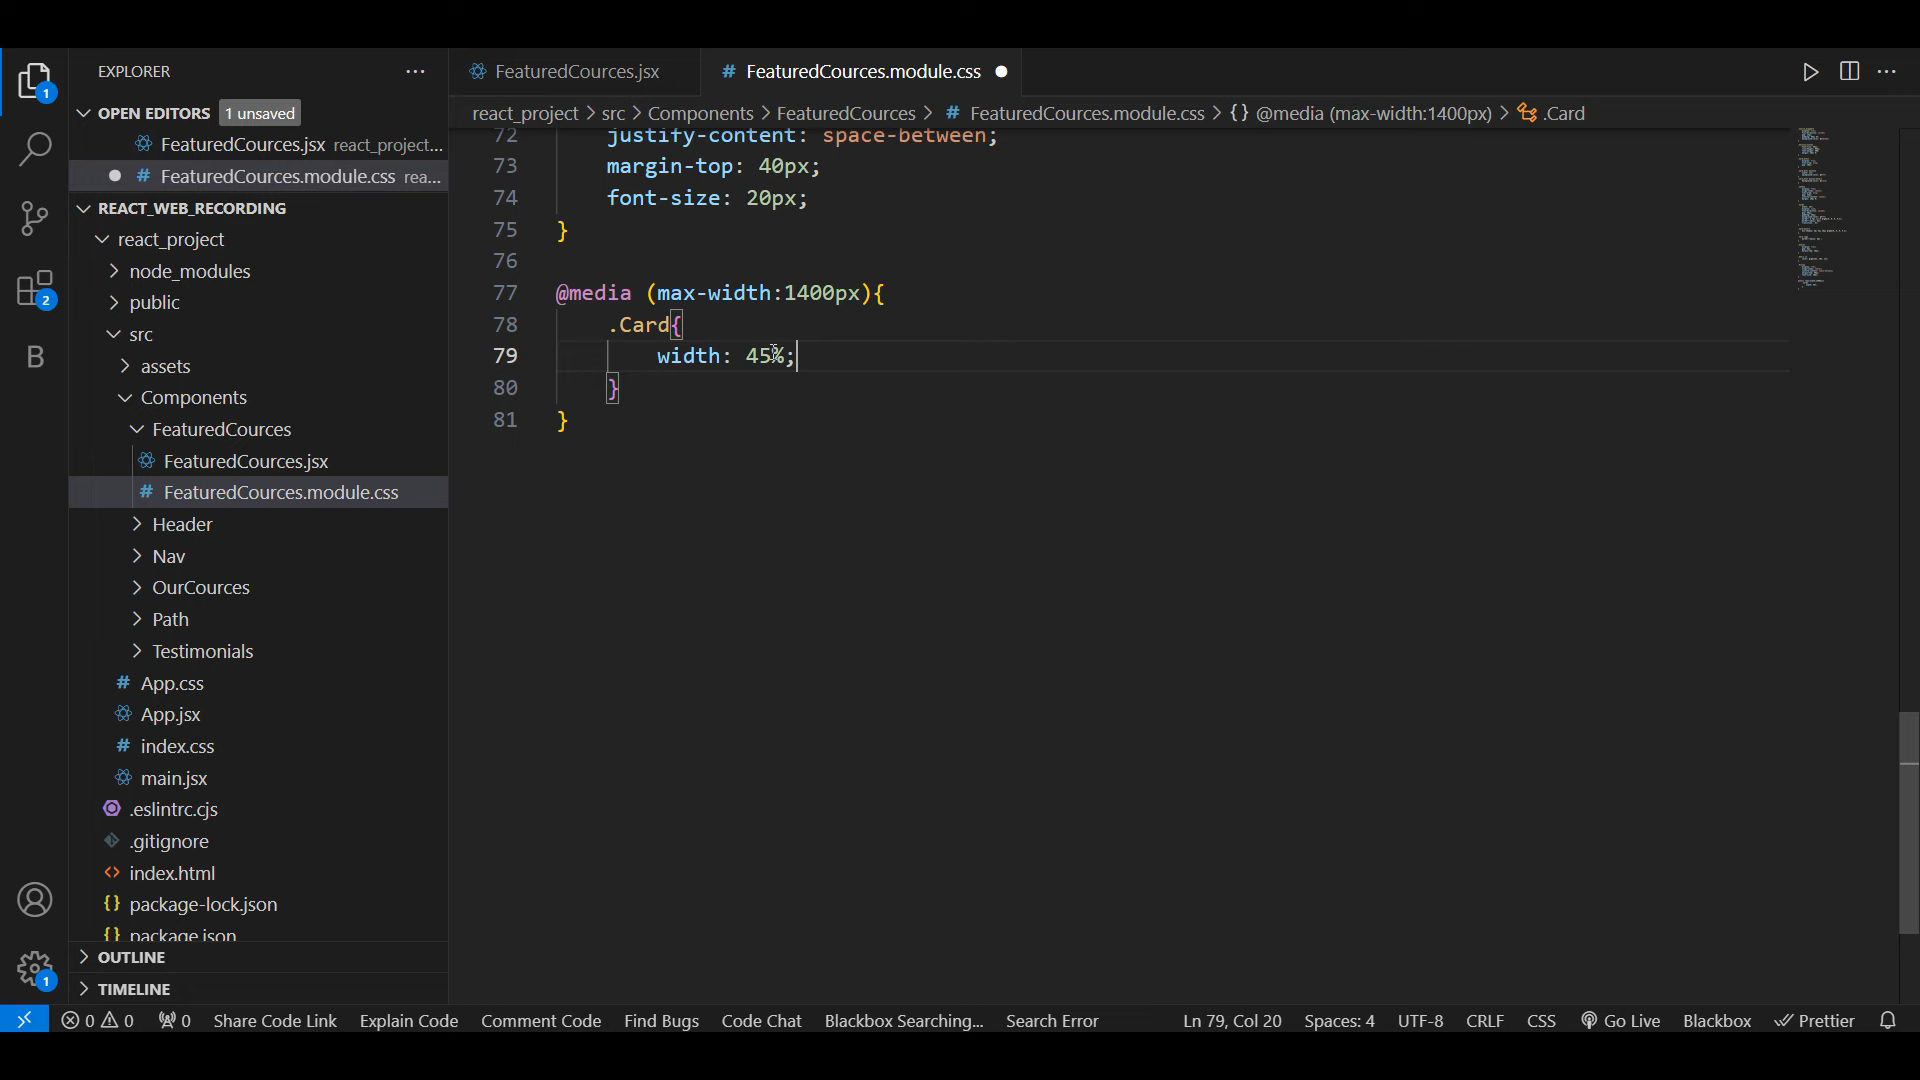 EXPLORER
FeaturedCources.jsx
FeaturedCources.module.css
OPEN EDITORS 1 unsaved
FeaturedCources.jsx react_project...
FeaturedCources.module.css rea...
REACT_WEB_RECORDING
react_project
node_modules
public
src
assets
Components
FeaturedCources
FeaturedCources.jsx
FeaturedCources.module.css
Header
Nav
OurCources
Path
Testimonials
App.css
App.jsx
index.css
main.jsx
.eslintrc.cjs
.gitignore
index.html
package-lock.json
package.json
OUTLINE
TIMELINE
1
2
B
1
react_project > src > Components > FeaturedCources > # FeaturedCources.module.css > {} @media (max-width:1400px) > .Card
72 justify-content: space-between;
73 margin-top: 40px;
74 font-size: 20px;
75 }
76
77 @media (max-width:1400px){
78 .Card{
79 width: 45%;
80 }
81 }
0 0 0 Share Code Link Explain Code Comment Code Find Bugs Code Chat Blackbox Searching... Search Error Ln 79, Col 20 Spaces: 4 UTF-8 CRLF CSS Go Live Blackbox Prettier